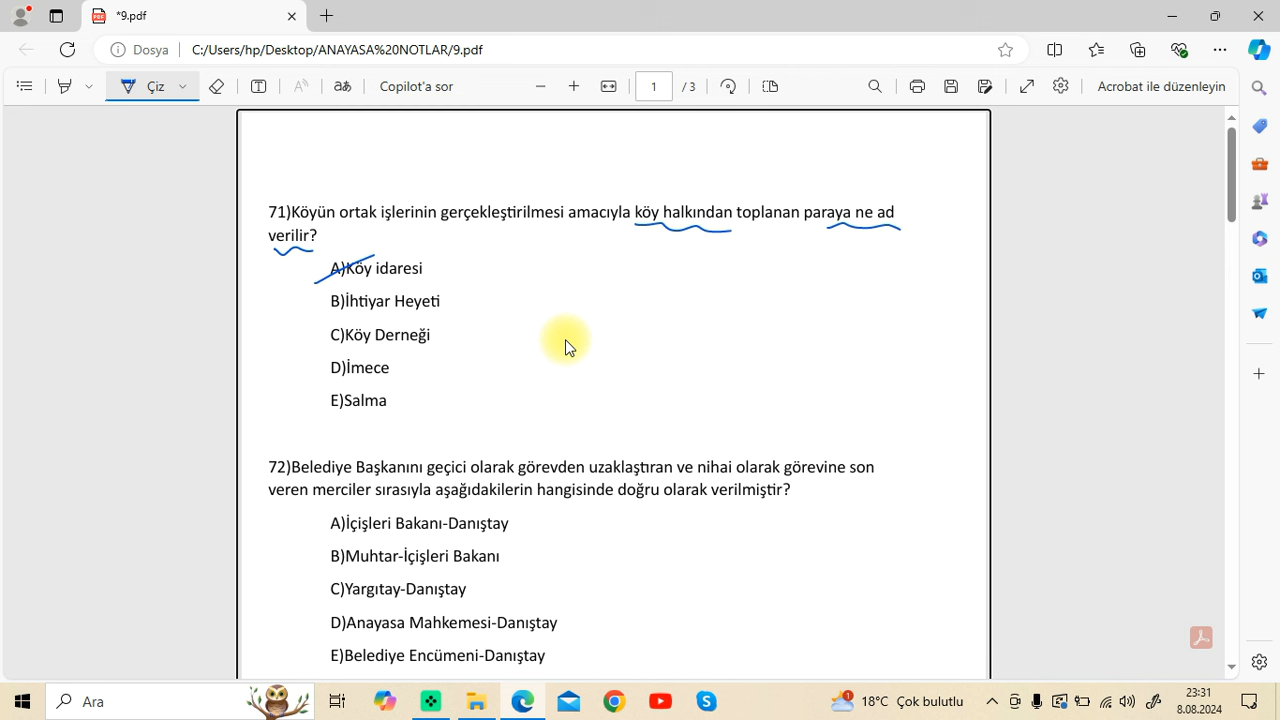 *9.pdf
Dosya
C:/Users/hp/Desktop/ANAYASA%20NOTLAR/9.pdf
Çiz
aあ
Copilot'a sor
1
/ 3
Acrobat ile düzenleyin
71)Köyün ortak işlerinin gerçekleştirilmesi amacıyla köy halkından toplanan paraya ne ad
verilir?
A)Köy idaresi
B)İhtiyar Heyeti
C)Köy Derneği
D)İmece
E)Salma
72)Belediye Başkanını geçici olarak görevden uzaklaştıran ve nihai olarak görevine son
veren merciler sırasıyla aşağıdakilerin hangisinde doğru olarak verilmiştir?
A)İçişleri Bakanı-Danıştay
B)Muhtar-İçişleri Bakanı
C)Yargıtay-Danıştay
D)Anayasa Mahkemesi-Danıştay
E)Belediye Encümeni-Danıştay
Ara
1
18°C
Çok bulutlu
23:31
8.08.2024